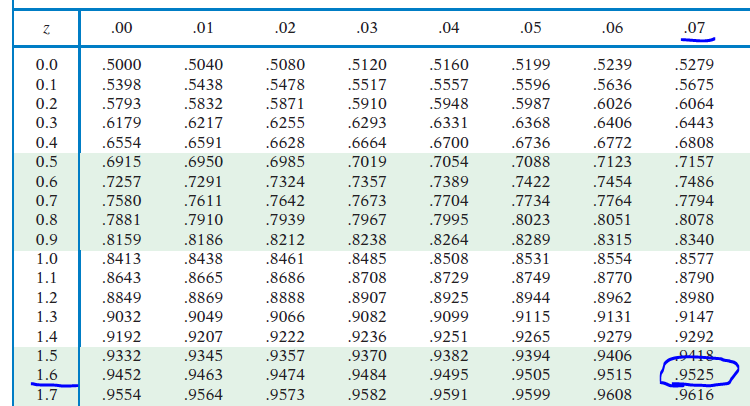 z .00 .01 .02 .03 .04 .05 .06 .07
0.0 .5000 .5040 .5080 .5120 .5160 .5199 .5239 .5279
0.1 .5398 .5438 .5478 .5517 .5557 .5596 .5636 .5675
0.2 .5793 .5832 .5871 .5910 .5948 .5987 .6026 .6064
0.3 .6179 .6217 .6255 .6293 .6331 .6368 .6406 .6443
0.4 .6554 .6591 .6628 .6664 .6700 .6736 .6772 .6808
0.5 .6915 .6950 .6985 .7019 .7054 .7088 .7123 .7157
0.6 .7257 .7291 .7324 .7357 .7389 .7422 .7454 .7486
0.7 .7580 .7611 .7642 .7673 .7704 .7734 .7764 .7794
0.8 .7881 .7910 .7939 .7967 .7995 .8023 .8051 .8078
0.9 .8159 .8186 .8212 .8238 .8264 .8289 .8315 .8340
1.0 .8413 .8438 .8461 .8485 .8508 .8531 .8554 .8577
1.1 .8643 .8665 .8686 .8708 .8729 .8749 .8770 .8790
1.2 .8849 .8869 .8888 .8907 .8925 .8944 .8962 .8980
1.3 .9032 .9049 .9066 .9082 .9099 .9115 .9131 .9147
1.4 .9192 .9207 .9222 .9236 .9251 .9265 .9279 .9292
1.5 .9332 .9345 .9357 .9370 .9382 .9394 .9406 .9418
1.6 .9452 .9463 .9474 .9484 .9495 .9505 .9515 .9525
1.7 .9554 .9564 .9573 .9582 .9591 .9599 .9608 .9616